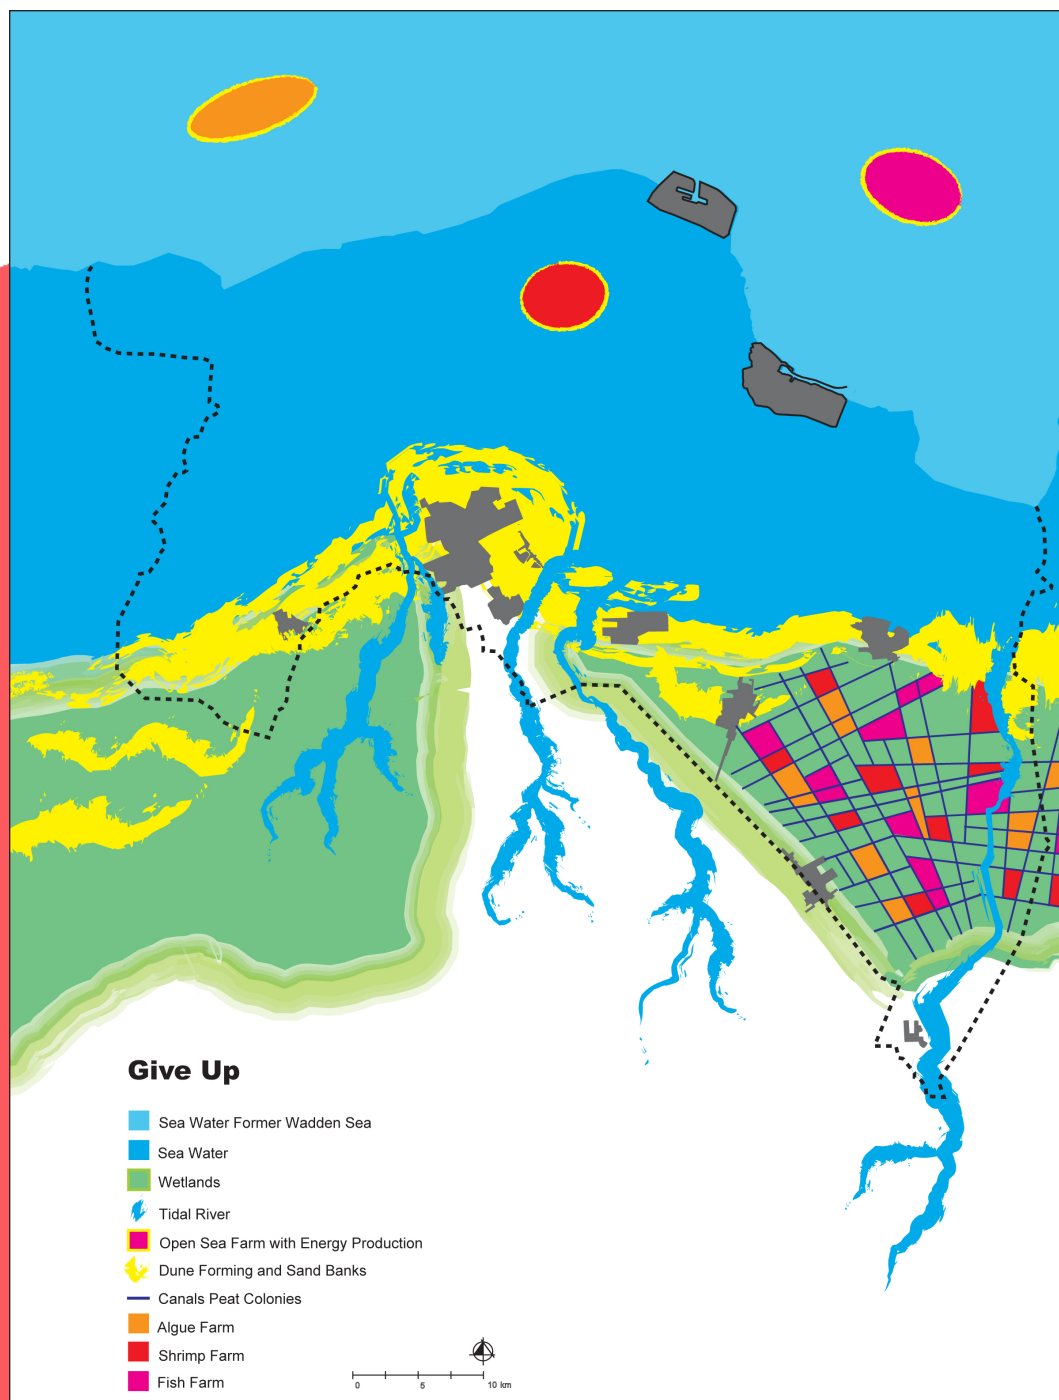 Give Up
Sea Water Former Wadden Sea
Sea Water
Wetlands
Tidal River
Open Sea Farm with Energy Production
Dune Forming and Sand Banks
Canals Peat Colonies
Algue Farm
Shrimp Farm
Fish Farm
0 5 10 km